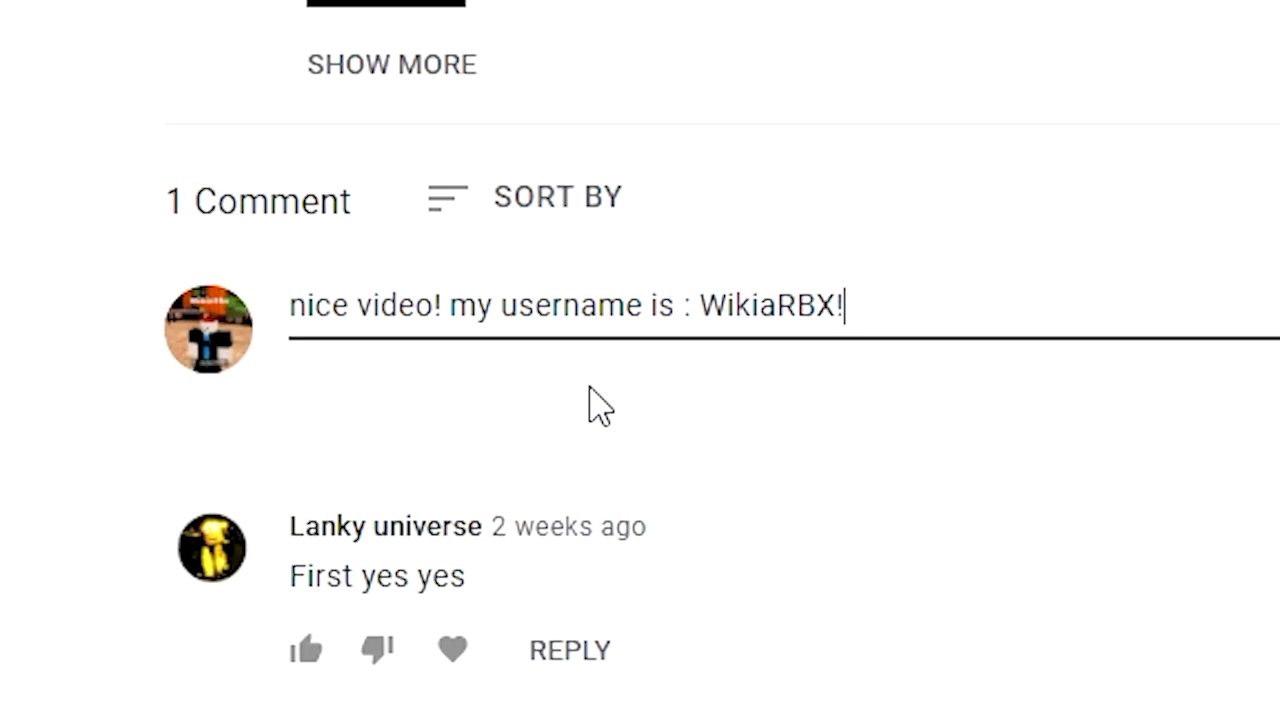 SHOW MORE
1 Comment
SORT BY
nice video! my username is : WikiaRBX!
Lanky universe 2 weeks ago
First yes yes
REPLY